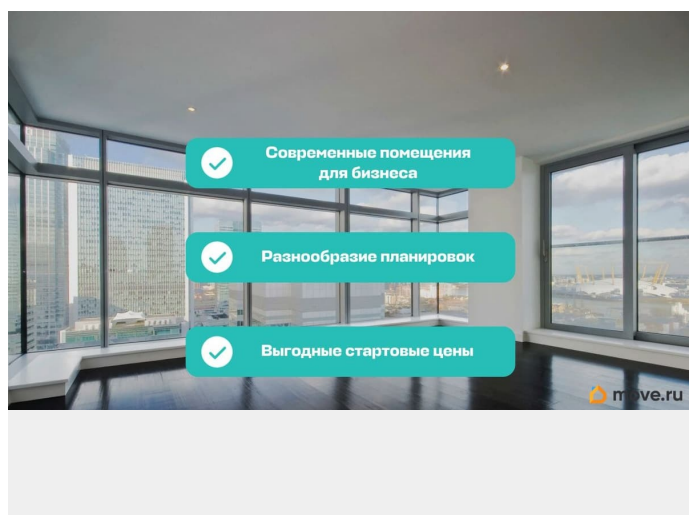 Современные помещения
для бизнеса
Разнообразие планировок
Выгодные стартовые цены
move.ru